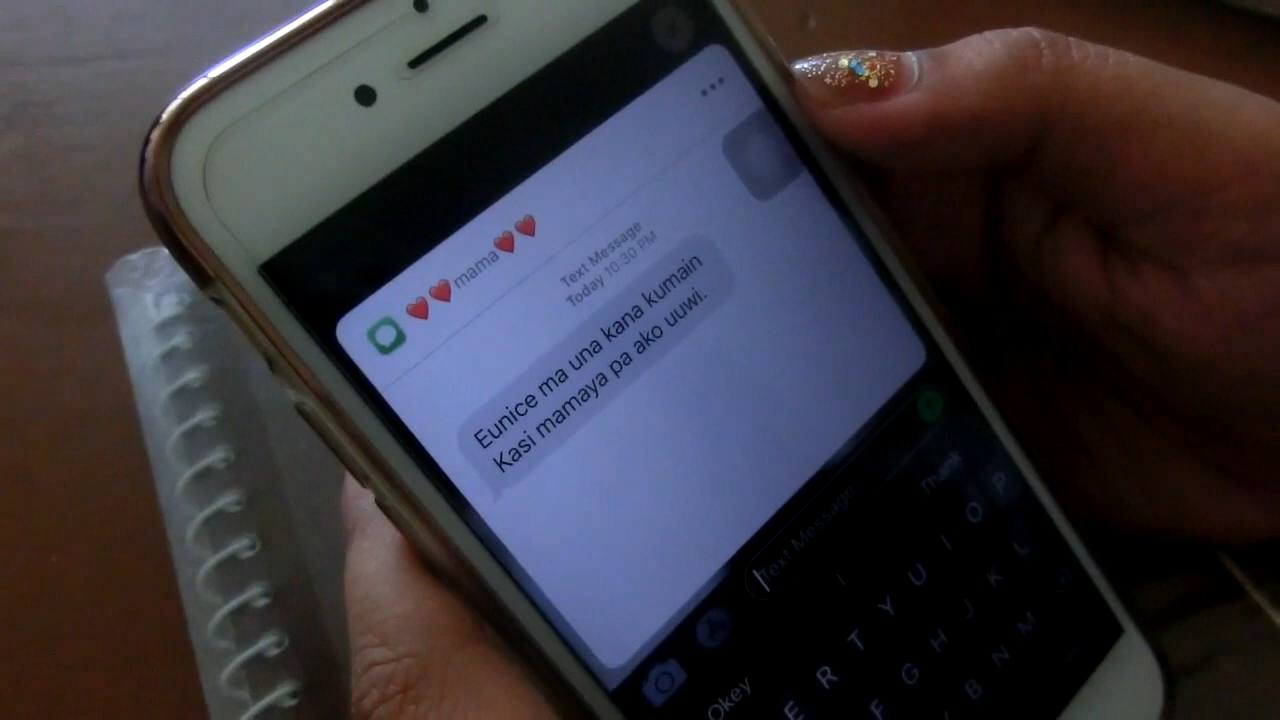 ❤️❤️mama❤️❤️
Text Message
Today 10:30 PM
Eunice ma una kana kumain
Kasi mamaya pa ako uuwi.
Text Message
Okey
I
Thank
E R T Y U I O P
F G H J K L
B N M